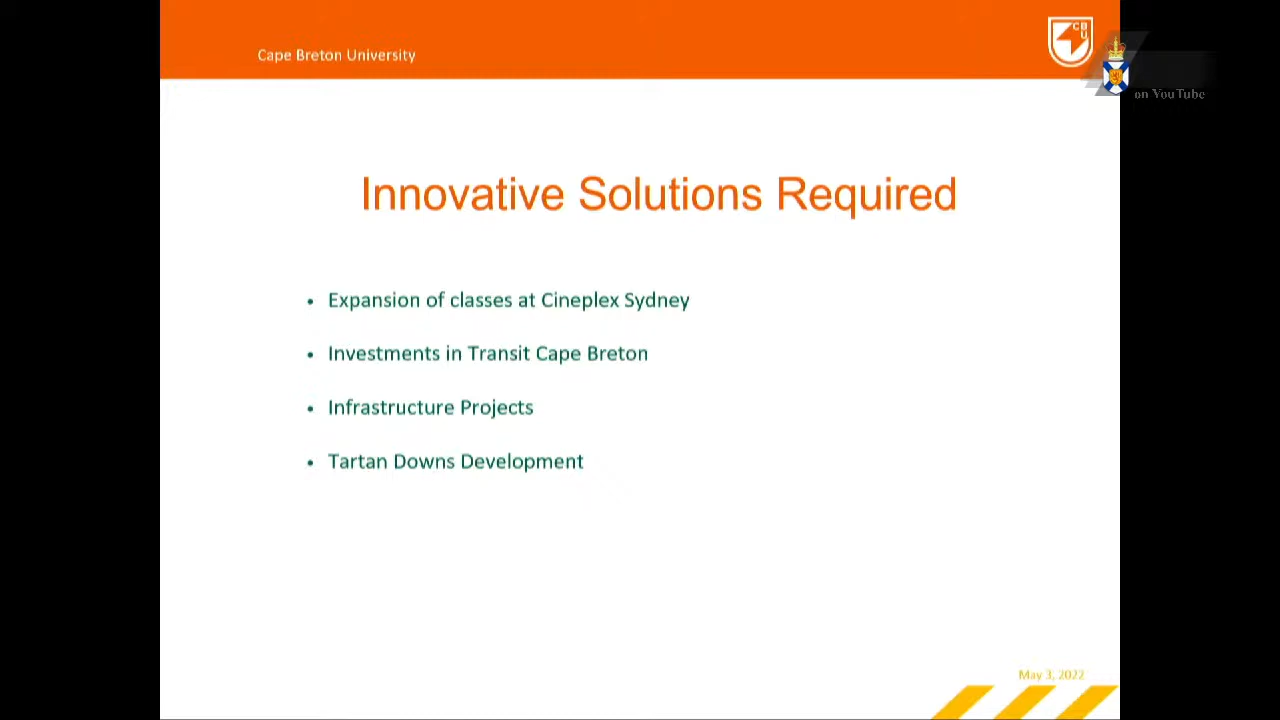 Cape Breton University
CB
U
on YouTube
Innovative Solutions Required
• Expansion of classes at Cineplex Sydney
• Investments in Transit Cape Breton
• Infrastructure Projects
• Tartan Downs Development
May 3, 2022